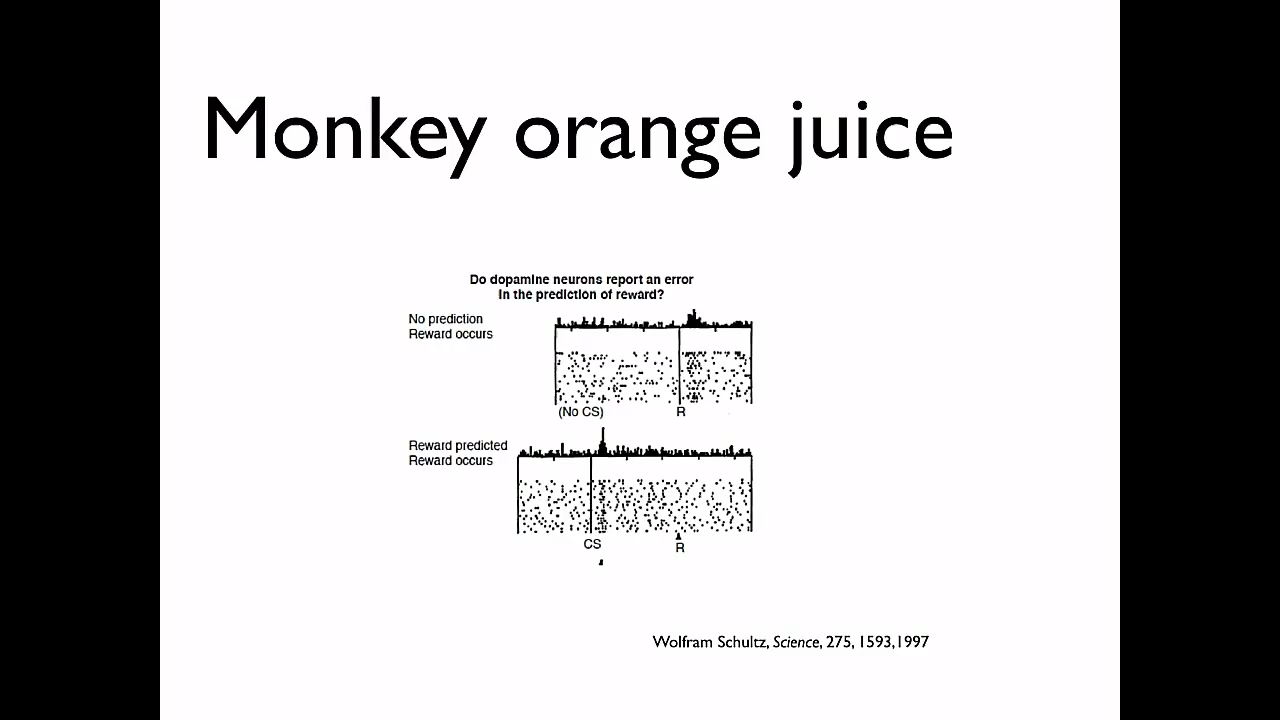 Monkey orange juice
Do dopamine neurons report an error
in the prediction of reward?
No prediction
Reward occurs
(No CS)
R
Reward predicted
Reward occurs
CS
R
Wolfram Schultz, Science, 275, 1593,1997